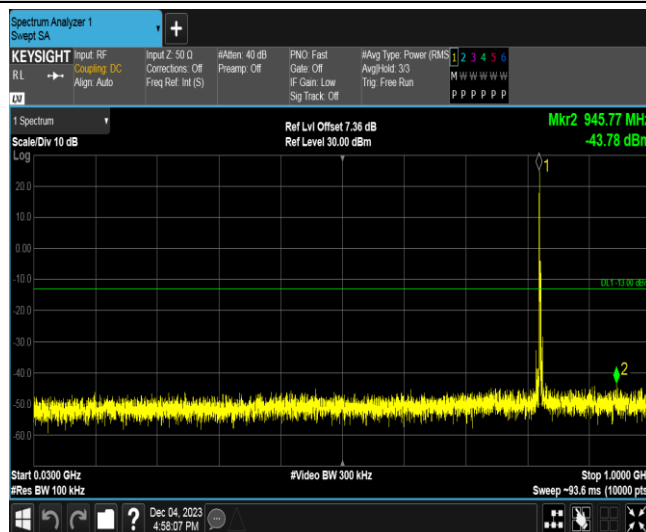 Spectrum Analyzer 1
Swept SA
+
KEYSIGHT
RL
LXI
Input: RF
Coupling: DC
Align: Auto
Input Z: 50 Ω
Corrections: Off
Freq Ref: Int (S)
#Atten: 40 dB
Preamp: Off
PNO: Fast
Gate: Off
IF Gain: Low
Sig Track: Off
#Avg Type: Power (RMS
Avg|Hold: 3/3
Trig: Free Run
1 2 3 4 5 6
M W W W W W
P P P P P P
1 Spectrum
Scale/Div 10 dB
Log
Ref Lvl Offset 7.36 dB
Ref Level 30.00 dBm
Mkr2 945.77 MHz
-43.78 dBm
1
20.0
10.0
0.00
-10.0
DL1 -13.00 dBm
-20.0
-30.0
2
-40.0
-50.0
-60.0
Start 0.0300 GHz
#Res BW 100 kHz
#Video BW 300 kHz
Stop 1.0000 GH
Sweep ~93.6 ms (10000 pts
?
Dec 04, 2023
4:58:07 PM